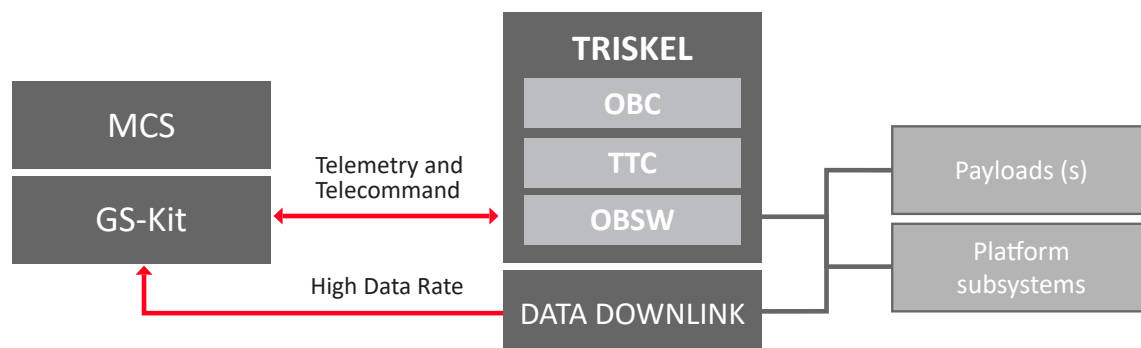 MCS
GS-Kit
Telemetry and
Telecommand
High Data Rate
TRISKEL
OBC
TTC
OBSW
DATA DOWNLINK
Payloads (s)
Platform
subsystems